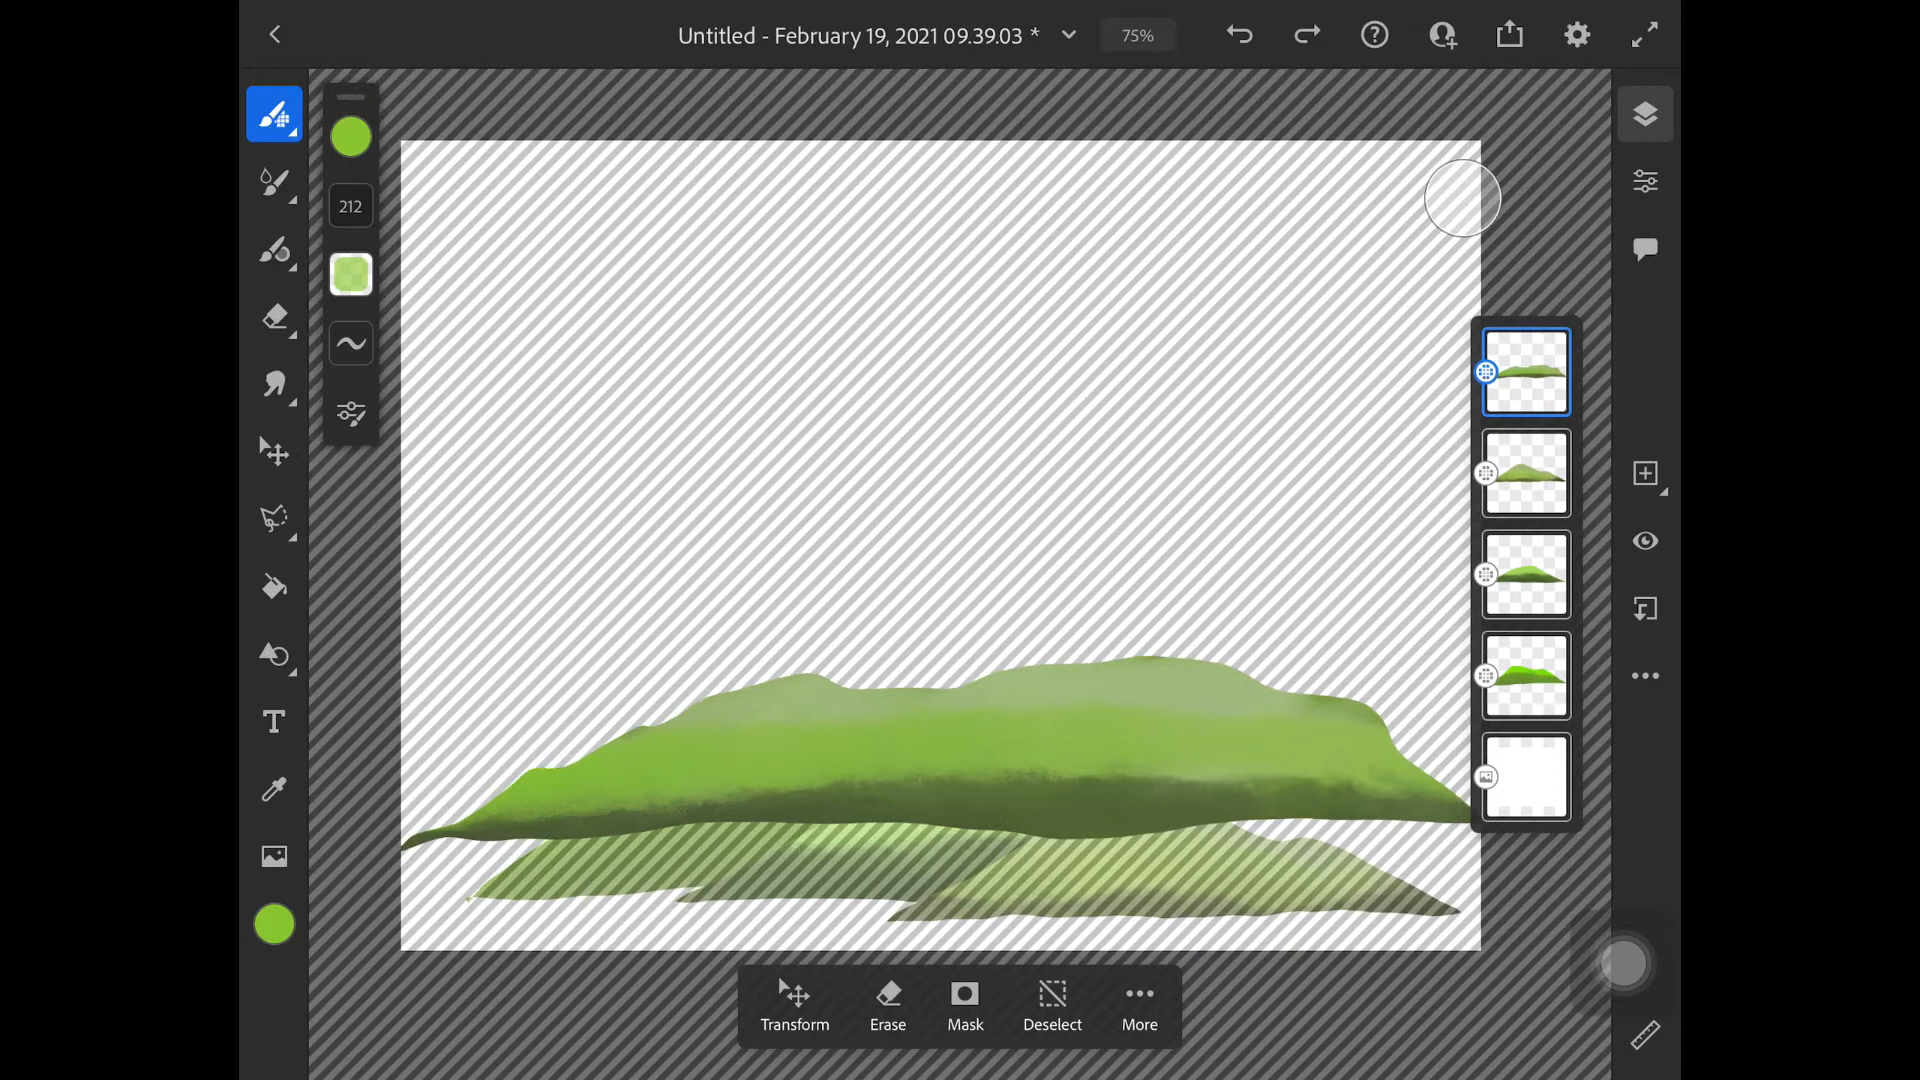 Untitled - February 19, 2021 09.39.03 *
75%
212
T
Transform
Erase
Mask
Deselect
More